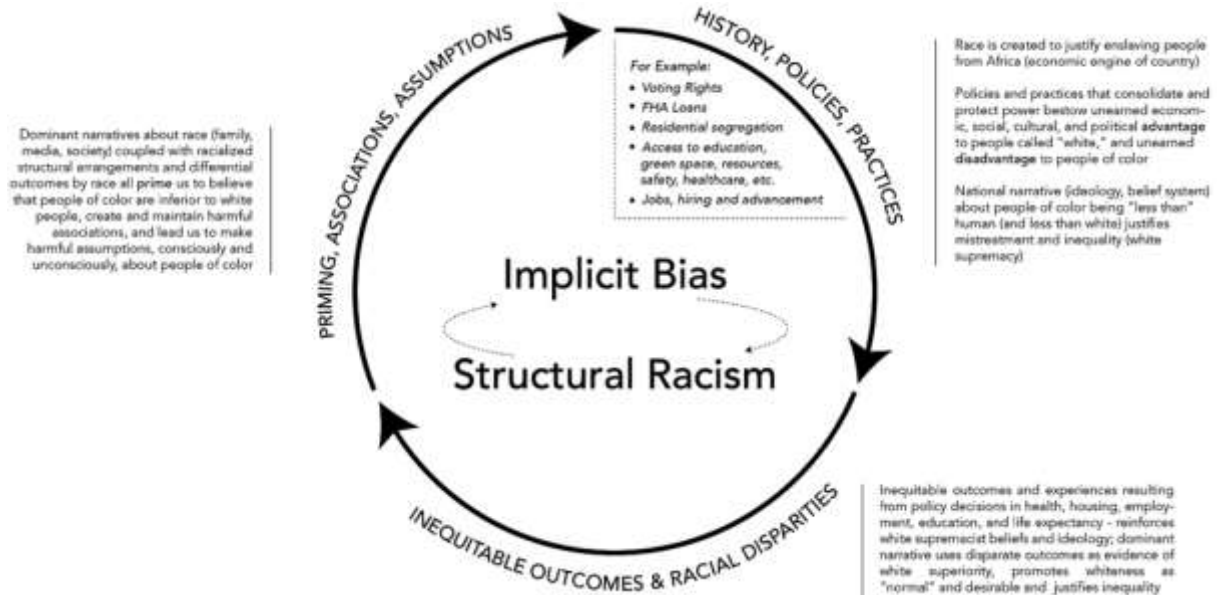 HISTORY, POLICIES, PRACTICES
For Example:
• Voting Rights
• FHA Loans
• Residential segregation
• Access to education,
green space, resources,
safety, healthcare, etc.
• Jobs, hiring and advancement
Race is created to justify enslaving people
from Africa (economic engine of country)
Policies and practices that consolidate and
protect power bestow unearned econom-
ic, social, cultural, and political advantage
to people called "white," and unearned
disadvantage to people of color
National narrative (ideology, belief system)
about people of color being "less than"
human (and less than white) justifies
mistreatment and inequality (white
supremacy)
INEQUITABLE OUTCOMES & RACIAL DISPARITIES
Inequitable outcomes and experiences resulting
from policy decisions in health, housing, employ-
ment, education, and life expectancy - reinforces
white supremacist beliefs and ideology; dominant
narrative uses disparate outcomes as evidence of
white superiority, promotes whiteness as
"normal" and desirable and justifies inequality
PRIMING, ASSOCIATIONS, ASSUMPTIONS
Dominant narratives about race (family,
media, society) coupled with racialized
structural arrangements and differential
outcomes by race all prime us to believe
that people of color are inferior to white
people, create and maintain harmful
associations, and lead us to make
harmful assumptions, consciously and
unconsciously, about people of color
Implicit Bias
Structural Racism